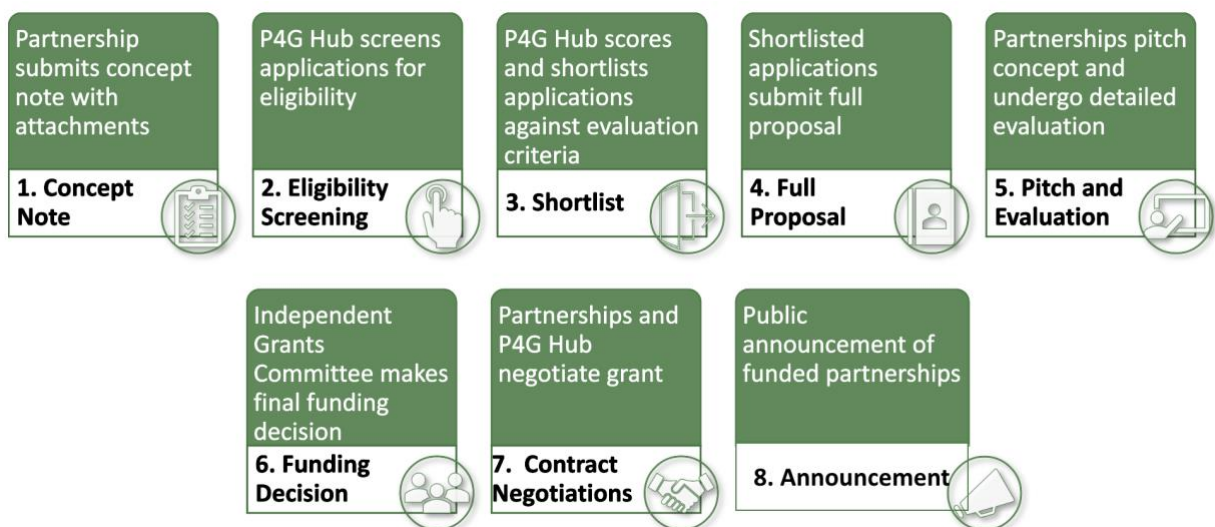 Partnership
submits concept
note with
attachments
1. Concept
Note
P4G Hub screens
applications for
eligibility
2. Eligibility
Screening
P4G Hub scores
and shortlists
applications
against evaluation
criteria
3. Shortlist
Shortlisted
applications
submit full
proposal
4. Full
Proposal
Partnerships pitch
concept and
undergo detailed
evaluation
5. Pitch and
Evaluation
Independent
Grants
Committee makes
final funding
decision
6. Funding
Decision
Partnerships and
P4G Hub
negotiate grant
7. Contract
Negotiations
Public
announcement of
funded partnerships
8. Announcement